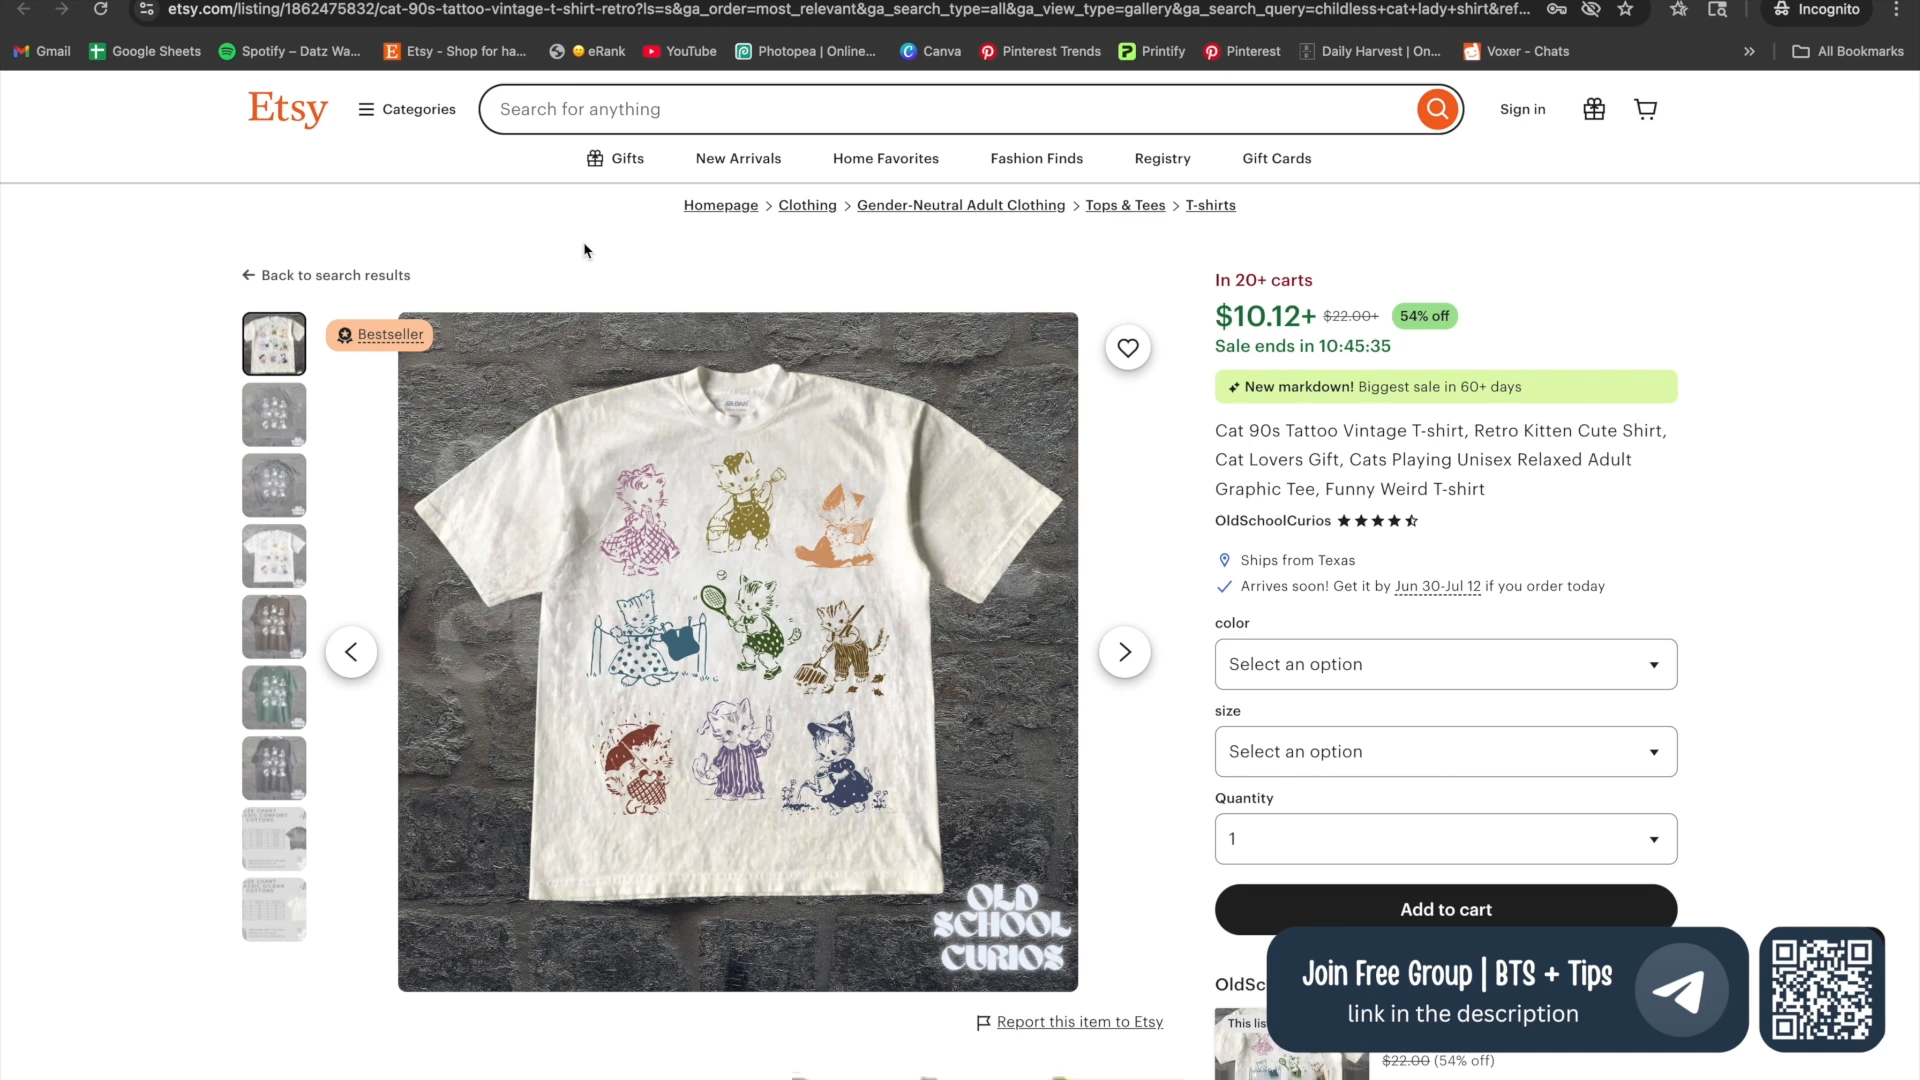 etsy.com/listing/1862475832/cat-90s-tattoo-vintage-t-shirt-retro?ls=s&ga_order=most_relevant&ga_search_type=all&ga_view_type=gallery&ga_search_query=childless+cat+lady+shirt&ref...
Incognito
Gmail
Google Sheets
Spotify – Datz Wa...
Etsy - Shop for ha...
eRank
YouTube
Photopea | Online...
Canva
Pinterest Trends
Printify
Pinterest
Daily Harvest | On...
Voxer - Chats
All Bookmarks
Etsy
Categories
Search for anything
Sign in
Gifts
New Arrivals
Home Favorites
Fashion Finds
Registry
Gift Cards
Homepage > Clothing > Gender-Neutral Adult Clothing > Tops & Tees > T-shirts
Back to search results
Bestseller
OLD
SCHOOL
CURIOS
Report this item to Etsy
In 20+ carts
$10.12+ $22.00+ 54% off
Sale ends in 10:45:35
New markdown! Biggest sale in 60+ days
Cat 90s Tattoo Vintage T-shirt, Retro Kitten Cute Shirt,
Cat Lovers Gift, Cats Playing Unisex Relaxed Adult
Graphic Tee, Funny Weird T-shirt
OldSchoolCurios
Ships from Texas
Arrives soon! Get it by Jun 30-Jul 12 if you order today
color
Select an option
size
Select an option
Quantity
1
Add to cart
OldSc
This lis
$22.00 (54% off)
Join Free Group | BTS + Tips
link in the description